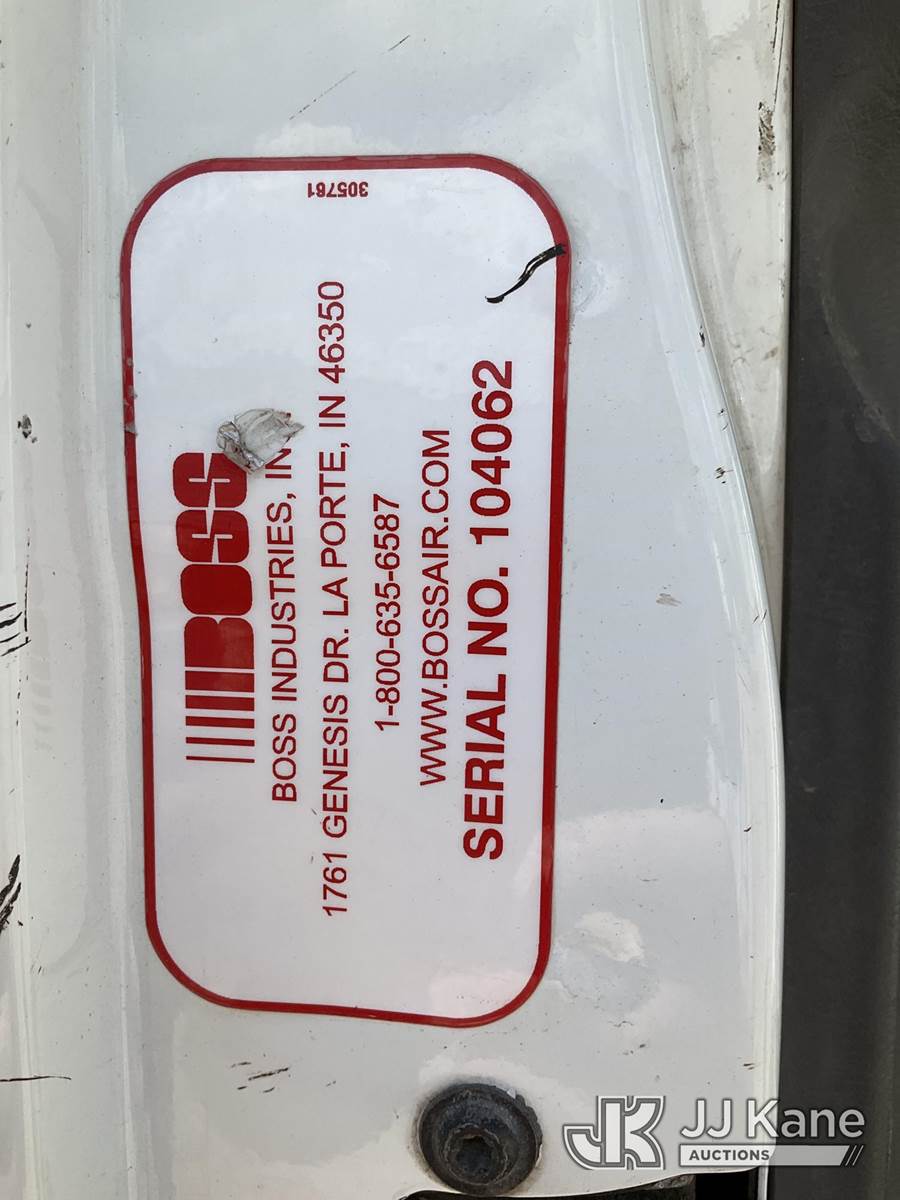 BOSS
BOSS INDUSTRIES, IN
1761 GENESIS DR. LA PORTE, IN 46350
1-800-635-6587
WWW.BOSSAIR.COM
SERIAL NO. 104062
305761
JK JJ Kane
AUCTIONS